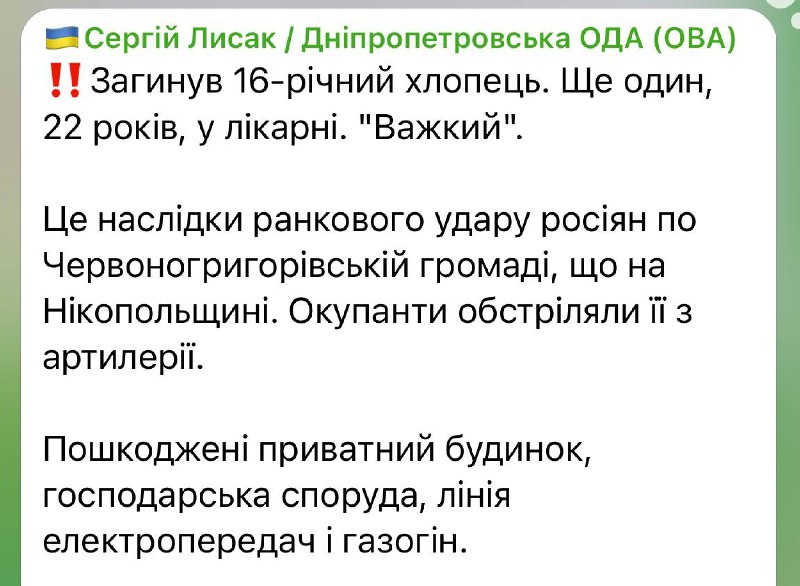 🇺🇦Сергій Лисак / Дніпропетровська ОДА (ОВА)
‼️Загинув 16-річний хлопець. Ще один,
22 років, у лікарні. "Важкий".
Це наслідки ранкового удару росіян по
Червоногригорівській громаді, що на
Нікопольщині. Окупанти обстріляли її з
артилерії.
Пошкоджені приватний будинок,
господарська споруда, лінія
електропередач і газогін.